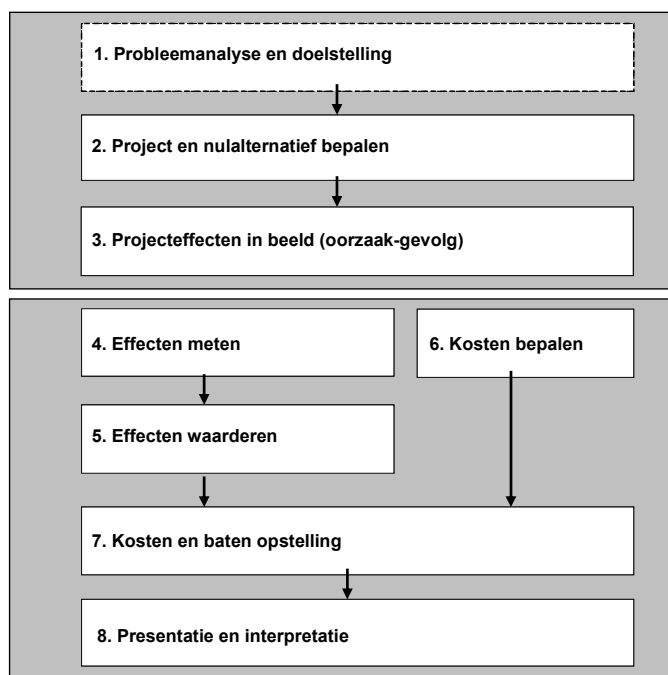 1. Probleemanalyse en doelstelling
2. Project en nulalternatief bepalen
3. Projecteffecten in beeld (oorzaak-gevolg)
4. Effecten meten
6. Kosten bepalen
5. Effecten waarderen
7. Kosten en baten opstelling
8. Presentatie en interpretatie